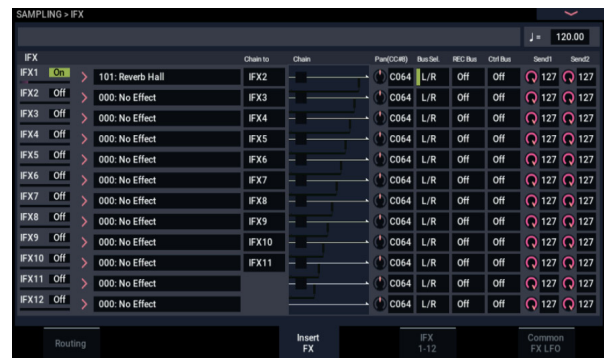 SAMPLING > IFX
♩ = 120.00
IFX Chain to Chain Pan(CC#8) Bus Sel. REC Bus Ctrl Bus Send1 Send2
IFX1 On 101: Reverb Hall IFX2 C064 L/R Off Off 127 127
IFX2 Off 000: No Effect IFX3 C064 L/R Off Off 127 127
IFX3 Off 000: No Effect IFX4 C064 L/R Off Off 127 127
IFX4 Off 000: No Effect IFX5 C064 L/R Off Off 127 127
IFX5 Off 000: No Effect IFX6 C064 L/R Off Off 127 127
IFX6 Off 000: No Effect IFX7 C064 L/R Off Off 127 127
IFX7 Off 000: No Effect IFX8 C064 L/R Off Off 127 127
IFX8 Off 000: No Effect IFX9 C064 L/R Off Off 127 127
IFX9 Off 000: No Effect IFX10 C064 L/R Off Off 127 127
IFX10 Off 000: No Effect IFX11 C064 L/R Off Off 127 127
IFX11 Off 000: No Effect C064 L/R Off Off 127 127
IFX12 Off 000: No Effect C064 L/R Off Off 127 127
Routing Insert IFX Common
FX 1-12 FX LFO